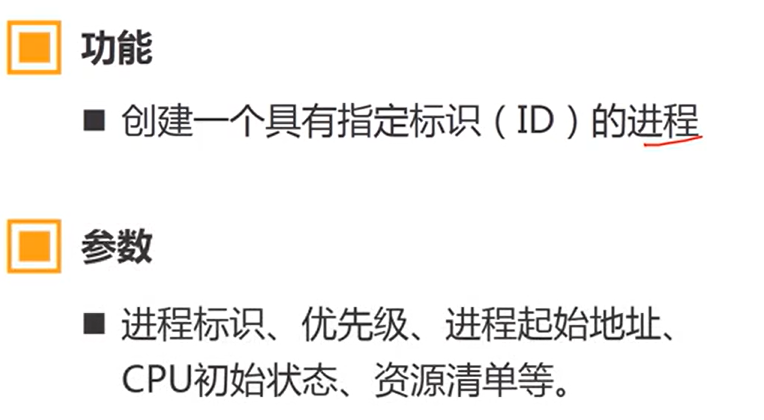 功能
■ 创建一个具有指定标识（ID）的进程
参数
■ 进程标识、优先级、进程起始地址、
CPU初始状态、资源清单等。